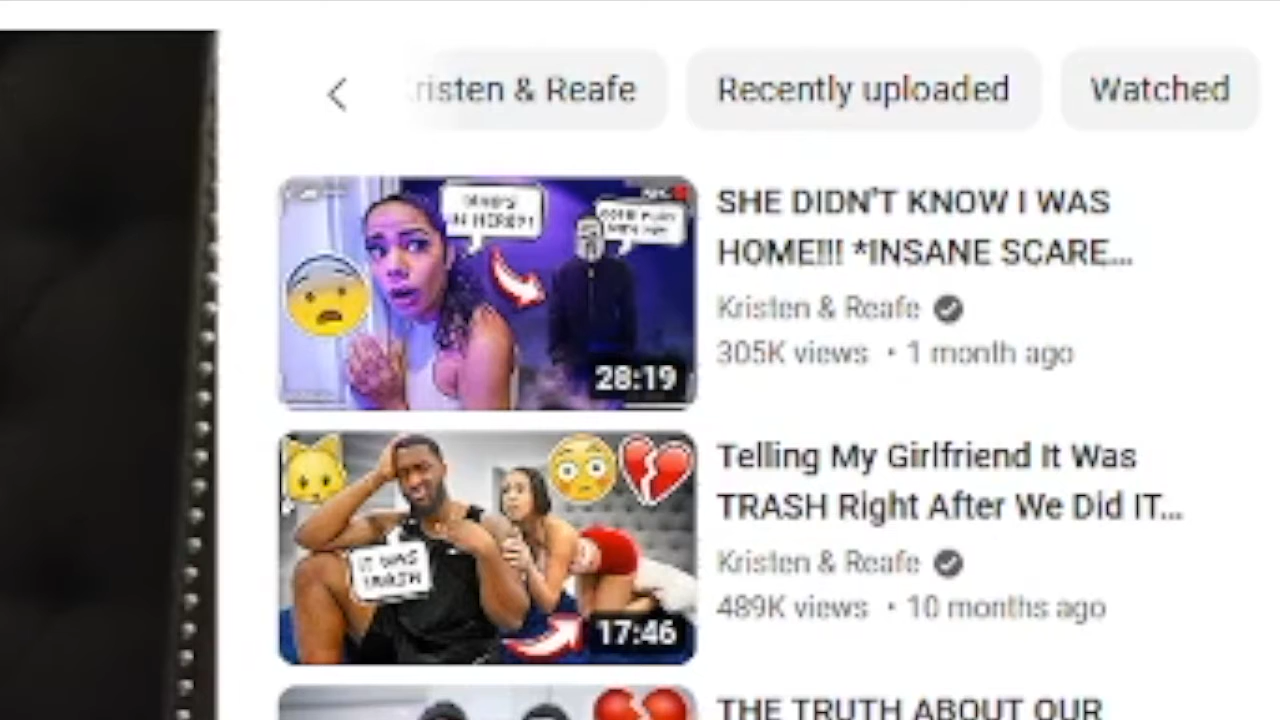 risten & Reafe
Recently uploaded
Watched
SHE DIDN'T KNOW I WAS
HOME!!! *INSANE SCARE...
Kristen & Reafe
305K views • 1 month ago
28:19
Telling My Girlfriend It Was
TRASH Right After We Did IT...
Kristen & Reafe
489K views • 10 months ago
IT WAS
TRASH
17:46
THE TRUTH ABOUT OUR